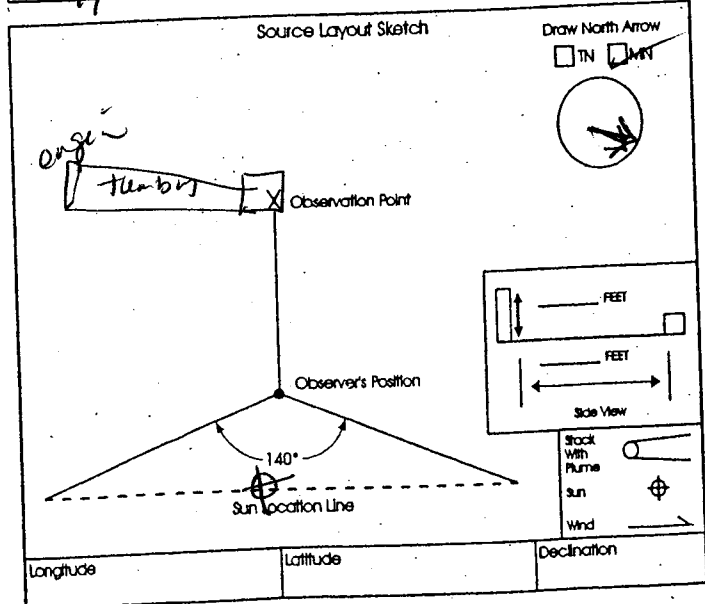 Source Layout Sketch
Draw North Arrow
TN MN
X Observation Point
FEET
FEET
Side View
Observer's Position
140°
Sun Location Line
Stack
With
Plume
Sun
Wind
Longitude
Latitude
Declination